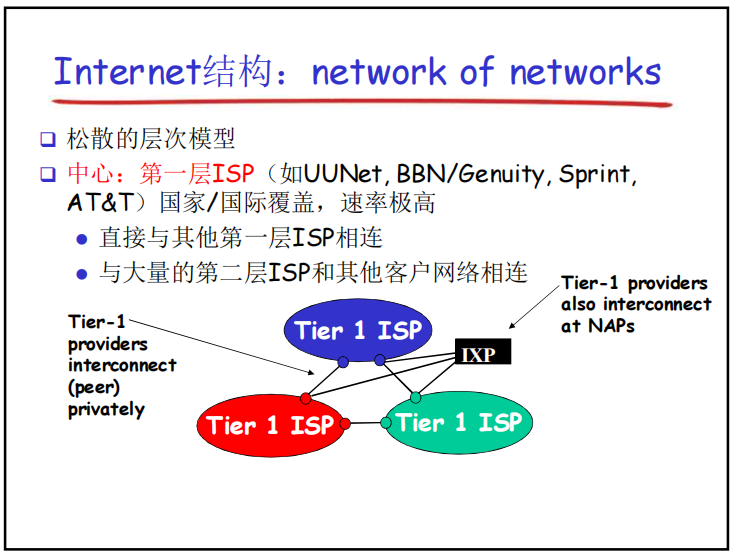 Internet结构：network of networks
松散的层次模型
中心：第一层ISP（如UUNet, BBN/Genuity, Sprint,
AT&T）国家/国际覆盖，速率极高
直接与其他第一层ISP相连
与大量的第二层ISP和其他客户网络相连
Tier-1 providers
also interconnect
at NAPs
Tier-1
providers
interconnect
(peer)
privately
Tier 1 ISP
IXP
Tier 1 ISP
Tier 1 ISP